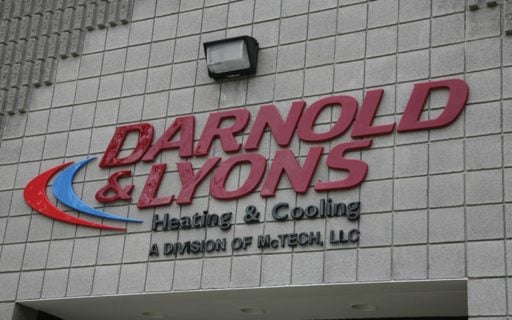 DARNOLD
& LYONS
Heating & Cooling
A DIVISION OF McTECH, LLC